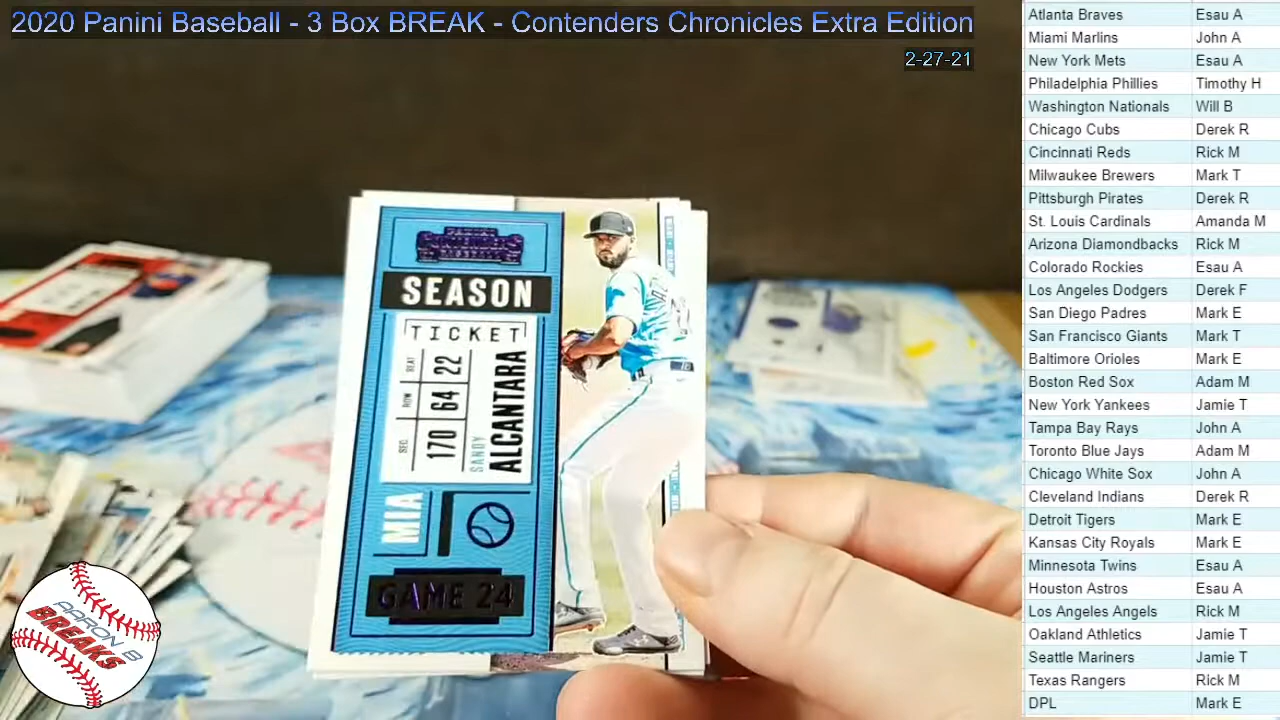 2020 Panini Baseball - 3 Box BREAK - Contenders Chronicles Extra Edition
2-27-21
PANINI
CONTENDERS
BASEBALL
SEASON
TICKET
SEAT 22
ROW 64
SEC 170
SANDY
ALCANTARA
MIA
GAME 24
AARON B
BREAKS
Atlanta Braves Esau A
Miami Marlins John A
New York Mets Esau A
Philadelphia Phillies Timothy H
Washington Nationals Will B
Chicago Cubs Derek R
Cincinnati Reds Rick M
Milwaukee Brewers Mark T
Pittsburgh Pirates Derek R
St. Louis Cardinals Amanda M
Arizona Diamondbacks Rick M
Colorado Rockies Esau A
Los Angeles Dodgers Derek F
San Diego Padres Mark E
San Francisco Giants Mark T
Baltimore Orioles Mark E
Boston Red Sox Adam M
New York Yankees Jamie T
Tampa Bay Rays John A
Toronto Blue Jays Adam M
Chicago White Sox John A
Cleveland Indians Derek R
Detroit Tigers Mark E
Kansas City Royals Mark E
Minnesota Twins Esau A
Houston Astros Esau A
Los Angeles Angels Rick M
Oakland Athletics Jamie T
Seattle Mariners Jamie T
Texas Rangers Rick M
DPL Mark E